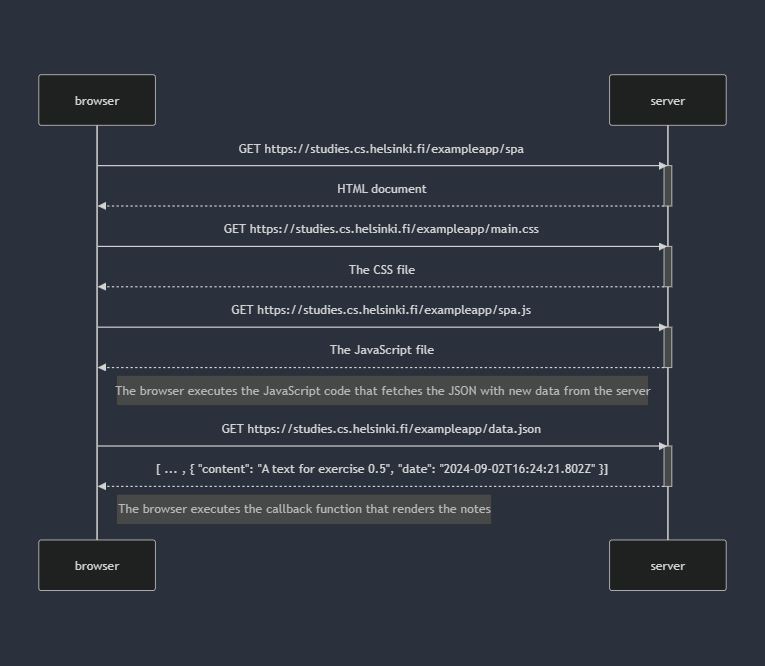 browser
server
GET https://studies.cs.helsinki.fi/exampleapp/spa
HTML document
GET https://studies.cs.helsinki.fi/exampleapp/main.css
The CSS file
GET https://studies.cs.helsinki.fi/exampleapp/spa.js
The JavaScript file
The browser executes the JavaScript code that fetches the JSON with new data from the server
GET https://studies.cs.helsinki.fi/exampleapp/data.json
[ ... , { "content": "A text for exercise 0.5", "date": "2024-09-02T16:24:21.802Z" }]
The browser executes the callback function that renders the notes
browser
server